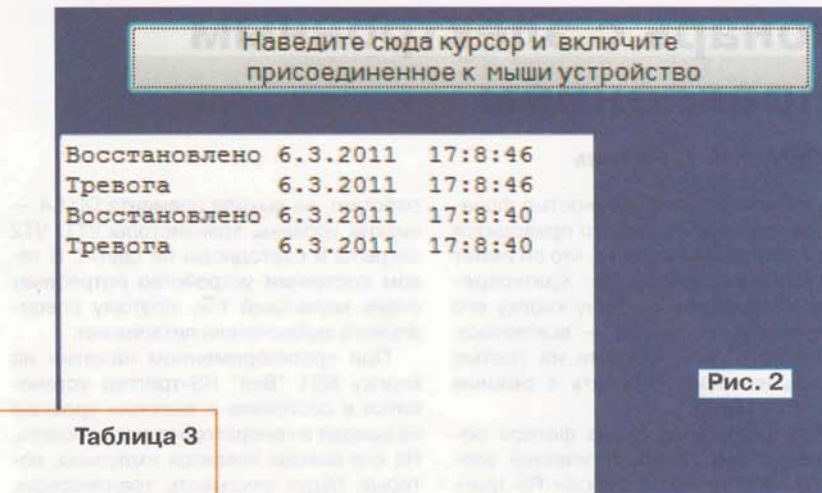 Наведите сюда курсор и включите
присоединенное к мыши устройство
Восстановлено 6.3.2011 17:8:46
Тревога 6.3.2011 17:8:46
Восстановлено 6.3.2011 17:8:40
Тревога 6.3.2011 17:8:40
Рис. 2
Таблица 3